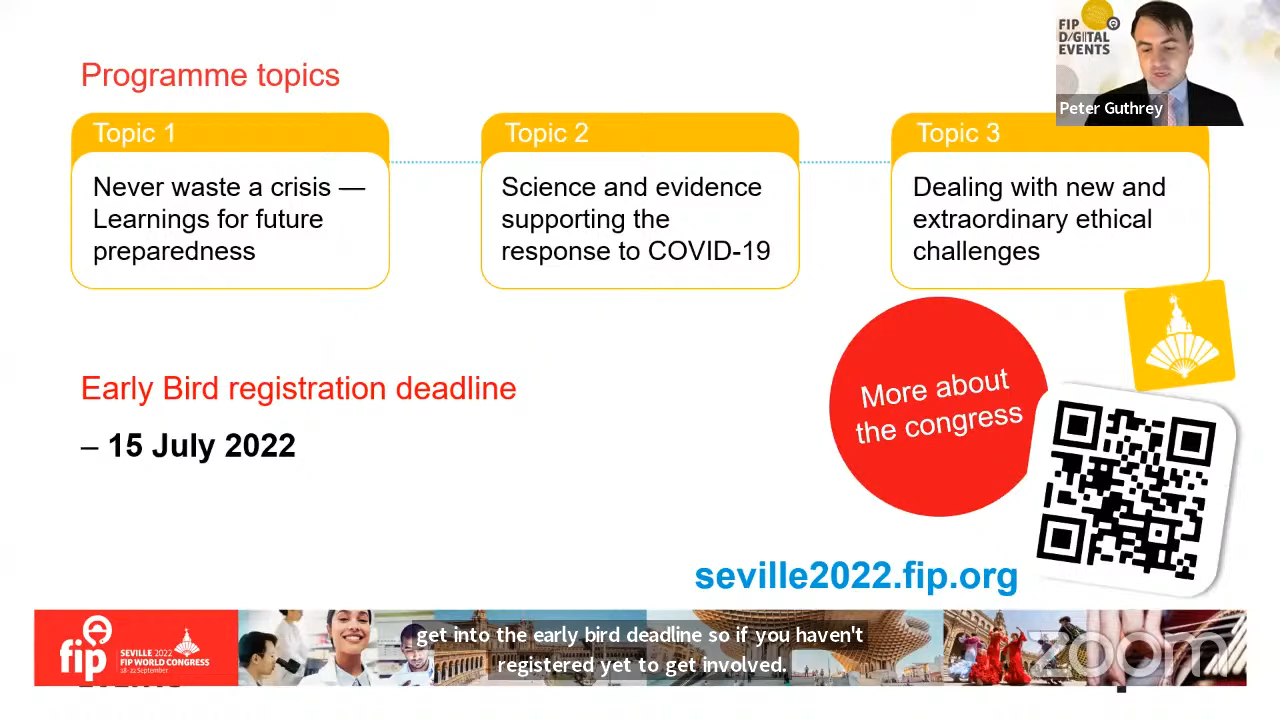 Programme topics
FIP
DIGITAL
EVENTS
Peter Guthrey
Topic 1
Never waste a crisis —
Learnings for future
preparedness
Topic 2
Science and evidence
supporting the
response to COVID-19
Topic 3
Dealing with new and
extraordinary ethical
challenges
Early Bird registration deadline
– 15 July 2022
More about
the congress
seville2022.fip.org
fip
SEVILLE 2022
FIP WORLD CONGRESS
18-22 September
get into the early bird deadline so if you haven't
registered yet to get involved.
zoom